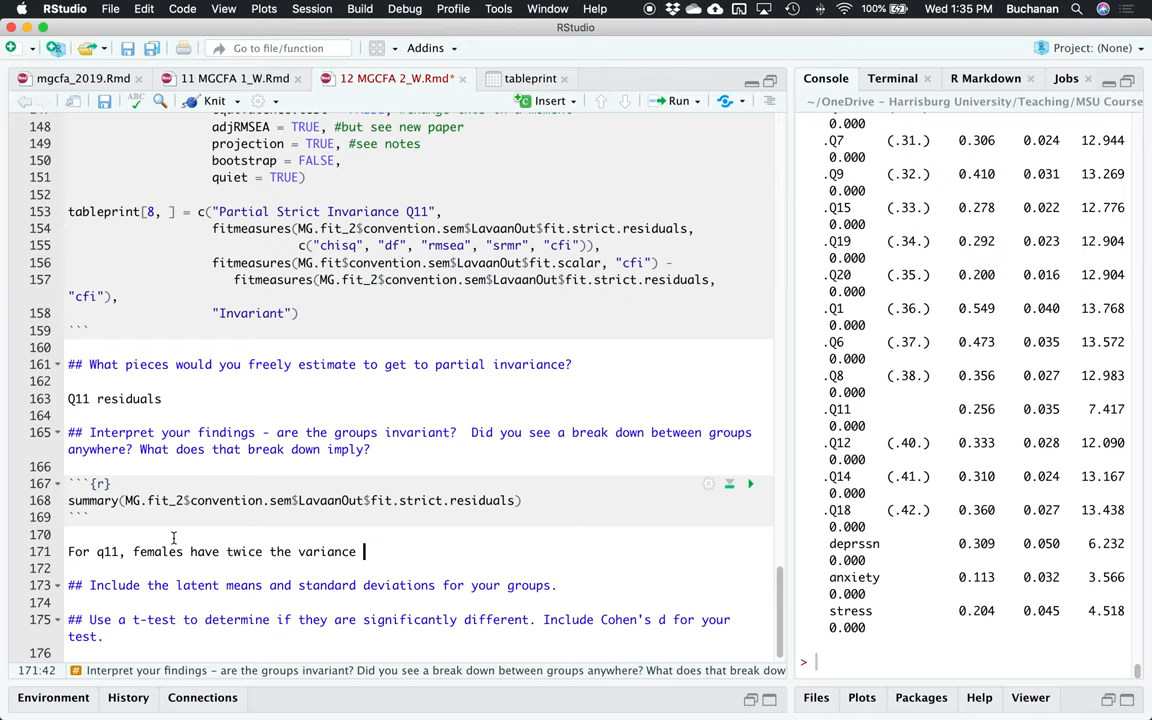 RStudio File Edit Code View Plots Session Build Debug Profile Tools Window Help 100% Wed 1:35 PM Buchanan
RStudio
Go to file/function Addins Project: (None)
mgcfa_2019.Rmd 11 MGCFA 1_W.Rmd 12 MGCFA 2_W.Rmd* tableprint
Knit Insert Run
148 adjRMSEA = TRUE, #but see new paper
149 projection = TRUE, #see notes
150 bootstrap = FALSE,
151 quiet = TRUE)
152
153 tableprint[8, ] = c("Partial Strict Invariance Q11",
154 fitmeasures(MG.fit_2$convention.sem$LavaanOut$fit.strict.residuals,
155 c("chisq", "df", "rmsea", "srmr", "cfi")),
156 fitmeasures(MG.fit$convention.sem$LavaanOut$fit.scalar, "cfi") -
157 fitmeasures(MG.fit_2$convention.sem$LavaanOut$fit.strict.residuals,
"cfi"),
158 "Invariant")
159 ```
160
161 ## What pieces would you freely estimate to get to partial invariance?
162
163 Q11 residuals
164
165 ## Interpret your findings - are the groups invariant?  Did you see a break down between groups
anywhere? What does that break down imply?
166
167 ```{r}
168 summary(MG.fit_2$convention.sem$LavaanOut$fit.strict.residuals)
169 ```
170
171 For q11, females have twice the variance
172
173 ## Include the latent means and standard deviations for your groups.
174
175 ## Use a t-test to determine if they are significantly different. Include Cohen's d for your
test.
176
171:42 # Interpret your findings - are the groups invariant? Did you see a break down between groups anywhere? What does that break dow
Environment History Connections
Console Terminal R Markdown Jobs
~/OneDrive - Harrisburg University/Teaching/MSU Course
0.000
.Q7 (.31.) 0.306 0.024 12.944
0.000
.Q9 (.32.) 0.410 0.031 13.269
0.000
.Q15 (.33.) 0.278 0.022 12.776
0.000
.Q19 (.34.) 0.292 0.023 12.904
0.000
.Q20 (.35.) 0.200 0.016 12.904
0.000
.Q1 (.36.) 0.549 0.040 13.768
0.000
.Q6 (.37.) 0.473 0.035 13.572
0.000
.Q8 (.38.) 0.356 0.027 12.983
0.000
.Q11 0.256 0.035 7.417
0.000
.Q12 (.40.) 0.333 0.028 12.090
0.000
.Q14 (.41.) 0.310 0.024 13.167
0.000
.Q18 (.42.) 0.360 0.027 13.438
0.000
deprssn 0.309 0.050 6.232
0.000
anxiety 0.113 0.032 3.566
0.000
stress 0.204 0.045 4.518
0.000
>
Files Plots Packages Help Viewer